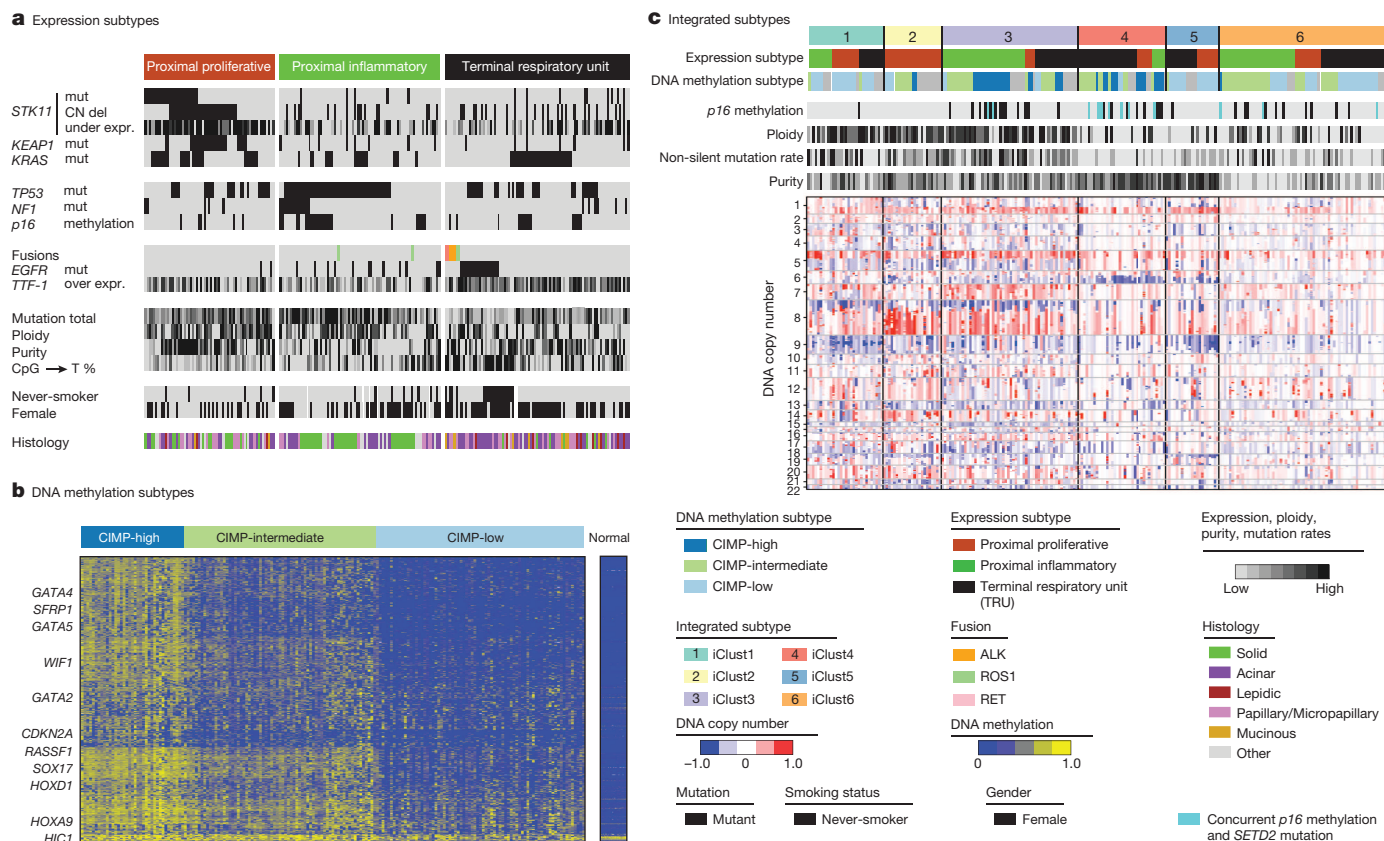 a Expression subtypes
Proximal proliferative
Proximal inflammatory
Terminal respiratory unit
STK11
mut
CN del
under expr.
KEAP1 mut
KRAS mut
TP53 mut
NF1 mut
p16 methylation
Fusions
EGFR mut
TTF-1 over expr.
Mutation total
Ploidy
Purity
CpG → T %
Never-smoker
Female
Histology
b DNA methylation subtypes
CIMP-high
CIMP-intermediate
CIMP-low
Normal
GATA4
SFRP1
GATA5
WIF1
GATA2
CDKN2A
RASSF1
SOX17
HOXD1
HOXA9
HIC1
c Integrated subtypes
1 2 3 4 5 6
Expression subtype
DNA methylation subtype
p16 methylation
Ploidy
Non-silent mutation rate
Purity
DNA copy number
1
2
3
4
5
6
7
8
9
10
11
12
13
14
15
16
17
18
19
20
21
22
DNA methylation subtype
CIMP-high
CIMP-intermediate
CIMP-low
Expression subtype
Proximal proliferative
Proximal inflammatory
Terminal respiratory unit
(TRU)
Expression, ploidy,
purity, mutation rates
Low High
Integrated subtype
1 iClust1 4 iClust4
2 iClust2 5 iClust5
3 iClust3 6 iClust6
Fusion
ALK
ROS1
RET
Histology
Solid
Acinar
Lepidic
Papillary/Micropapillary
Mucinous
Other
DNA copy number
−1.0 0 1.0
DNA methylation
0 1.0
Mutation
Mutant
Smoking status
Never-smoker
Gender
Female
Concurrent p16 methylation
and SETD2 mutation